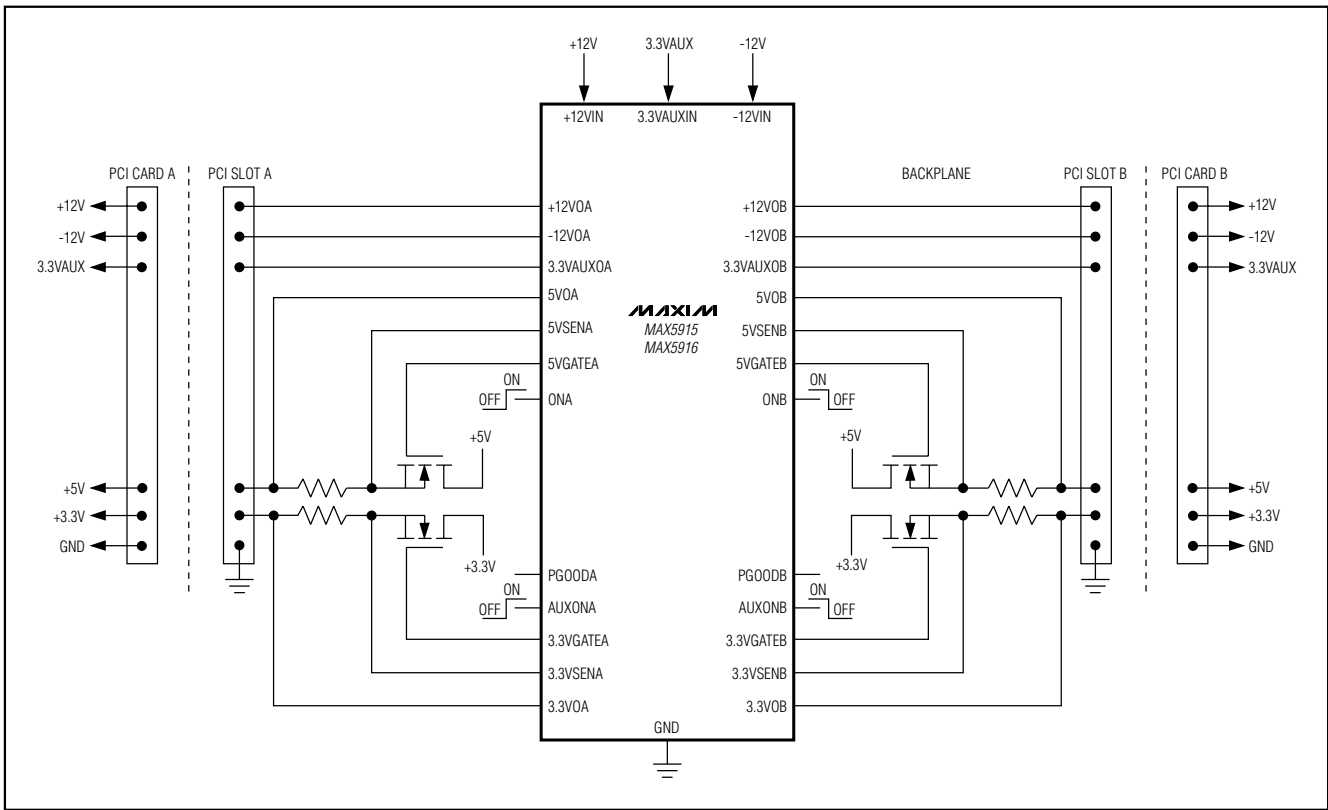 +12V 3.3VAUX -12V
+12VIN 3.3VAUXIN -12VIN
PCI CARD A PCI SLOT A BACKPLANE PCI SLOT B PCI CARD B
+12V +12VOA +12VOB +12V
-12V -12VOA -12VOB -12V
3.3VAUX 3.3VAUXOA 3.3VAUXOB 3.3VAUX
5VOA 5VOB
MAXIM
5VSENA MAX5915 5VSENB
MAX5916
5VGATEA 5VGATEB
ON ON
OFF ONA ONB OFF
+5V +5V
+5V +5V
+3.3V +3.3V
GND GND
+3.3V +3.3V
PGOODA PGOODB
ON ON
OFF AUXONA AUXONB OFF
3.3VGATEA 3.3VGATEB
3.3VSENA 3.3VSENB
3.3VOA 3.3VOB
GND